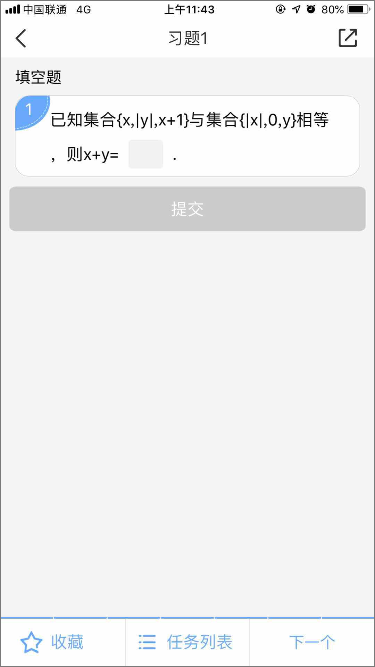 中国联通 4G 上午11:43 80%
习题1
填空题
1
已知集合{x,|y|,x+1}与集合{|x|,0,y}相等
，则x+y= .
提交
收藏 任务列表 下一个